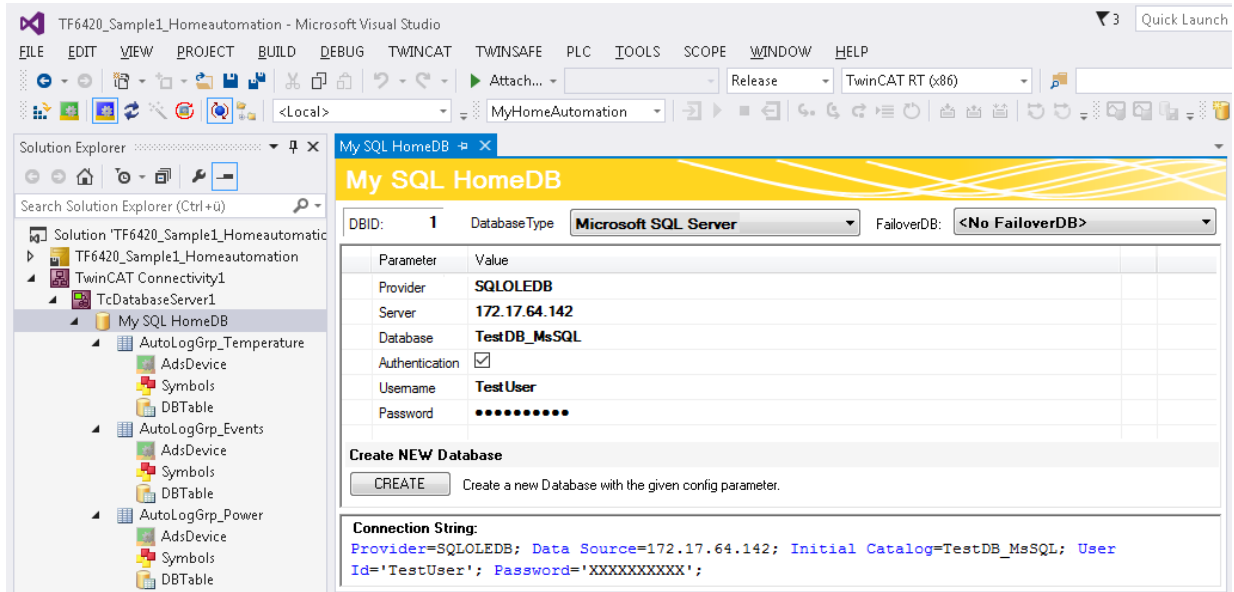 TF6420_Sample1_Homeautomation - Microsoft Visual Studio
3
Quick Launch
FILE EDIT VIEW PROJECT BUILD DEBUG TWINCAT TWINSAFE PLC TOOLS SCOPE WINDOW HELP
Attach...
Release
TwinCAT RT (x86)
<Local>
MyHomeAutomation
Solution Explorer
Search Solution Explorer (Ctrl+ü)
Solution 'TF6420_Sample1_Homeautomatic
TF6420_Sample1_Homeautomation
TwinCAT Connectivity1
TcDatabaseServer1
My SQL HomeDB
AutoLogGrp_Temperature
AdsDevice
Symbols
DBTable
AutoLogGrp_Events
AdsDevice
Symbols
DBTable
AutoLogGrp_Power
AdsDevice
Symbols
DBTable
My SQL HomeDB
My SQL HomeDB
DBID: 1 DatabaseType Microsoft SQL Server FailoverDB: <No FailoverDB>
Parameter Value
Provider SQLOLEDB
Server 172.17.64.142
Database TestDB_MsSQL
Authentication
Username TestUser
Password ●●●●●●●●●●
Create NEW Database
CREATE Create a new Database with the given config parameter.
Connection String:
Provider=SQLOLEDB; Data Source=172.17.64.142; Initial Catalog=TestDB_MsSQL; User
Id='TestUser'; Password='XXXXXXXXXX';